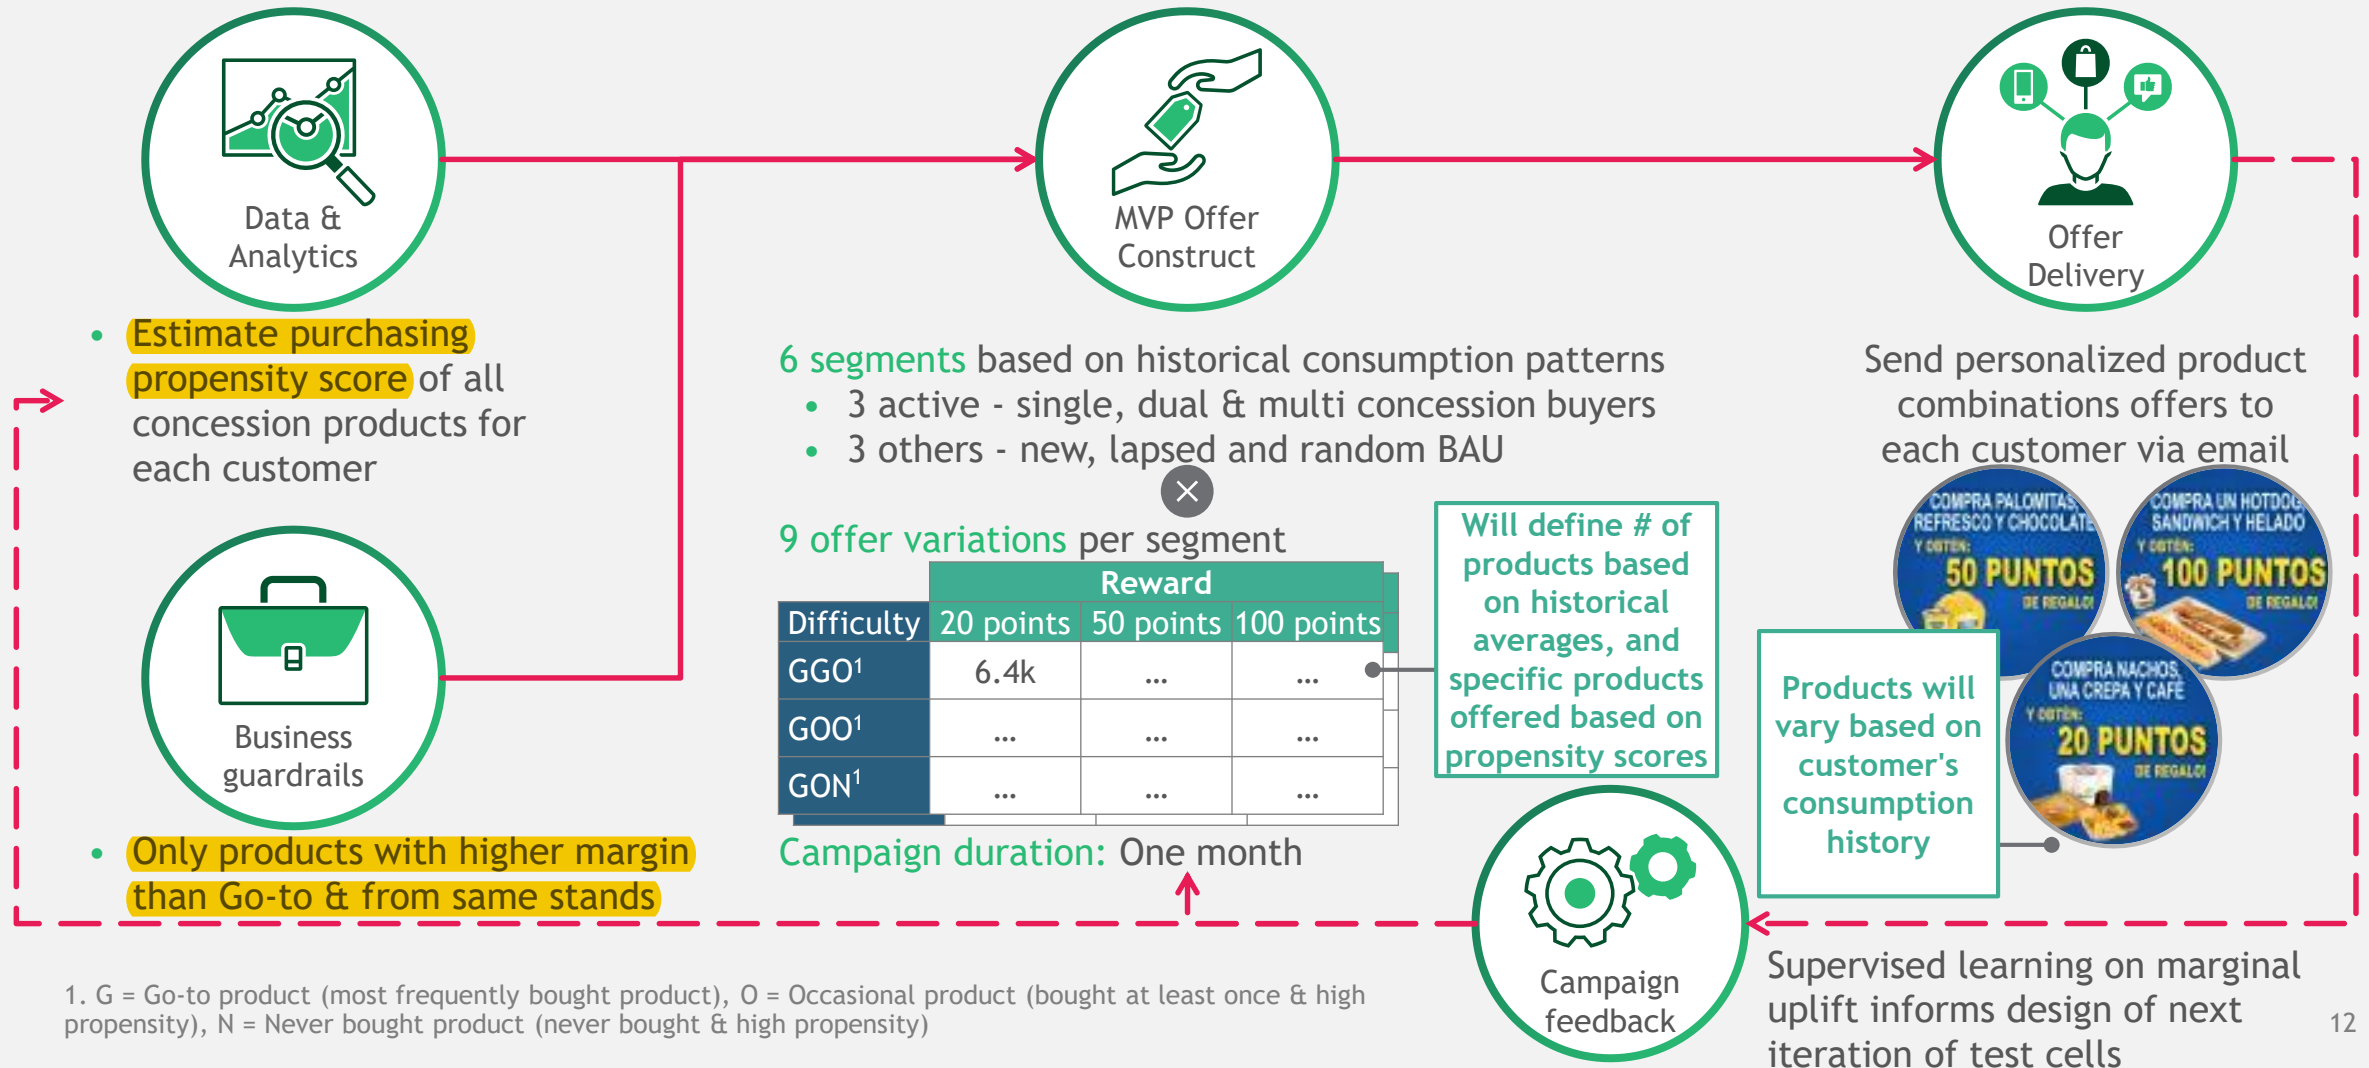 Data &
Analytics
• Estimate purchasing
propensity score of all
concession products for
each customer
Business
guardrails
• Only products with higher margin
than Go-to & from same stands
MVP Offer
Construct
6 segments based on historical consumption patterns
• 3 active - single, dual & multi concession buyers
• 3 others - new, lapsed and random BAU
9 offer variations per segment
Reward
Difficulty 20 points 50 points 100 points
GGO¹ 6.4k ... ...
GOO¹ ... ... ...
GON¹ ... ... ...
Campaign duration: One month
Will define # of
products based
on historical
averages, and
specific products
offered based on
propensity scores
Offer
Delivery
Send personalized product
combinations offers to
each customer via email
COMPRA PALOMITAS,
REFRESCO Y CHOCOLATE
Y OBTÉN:
50 PUNTOS
DE REGALO!
COMPRA UN HOTDOG,
SANDWICH Y HELADO
Y OBTÉN:
100 PUNTOS
DE REGALO!
COMPRA NACHOS,
UNA CREPA Y CAFÉ
Y OBTÉN:
20 PUNTOS
DE REGALO!
Products will
vary based on
customer's
consumption
history
Campaign
feedback
Supervised learning on marginal
uplift informs design of next
iteration of test cells
1. G = Go-to product (most frequently bought product), O = Occasional product (bought at least once & high
propensity), N = Never bought product (never bought & high propensity)
12